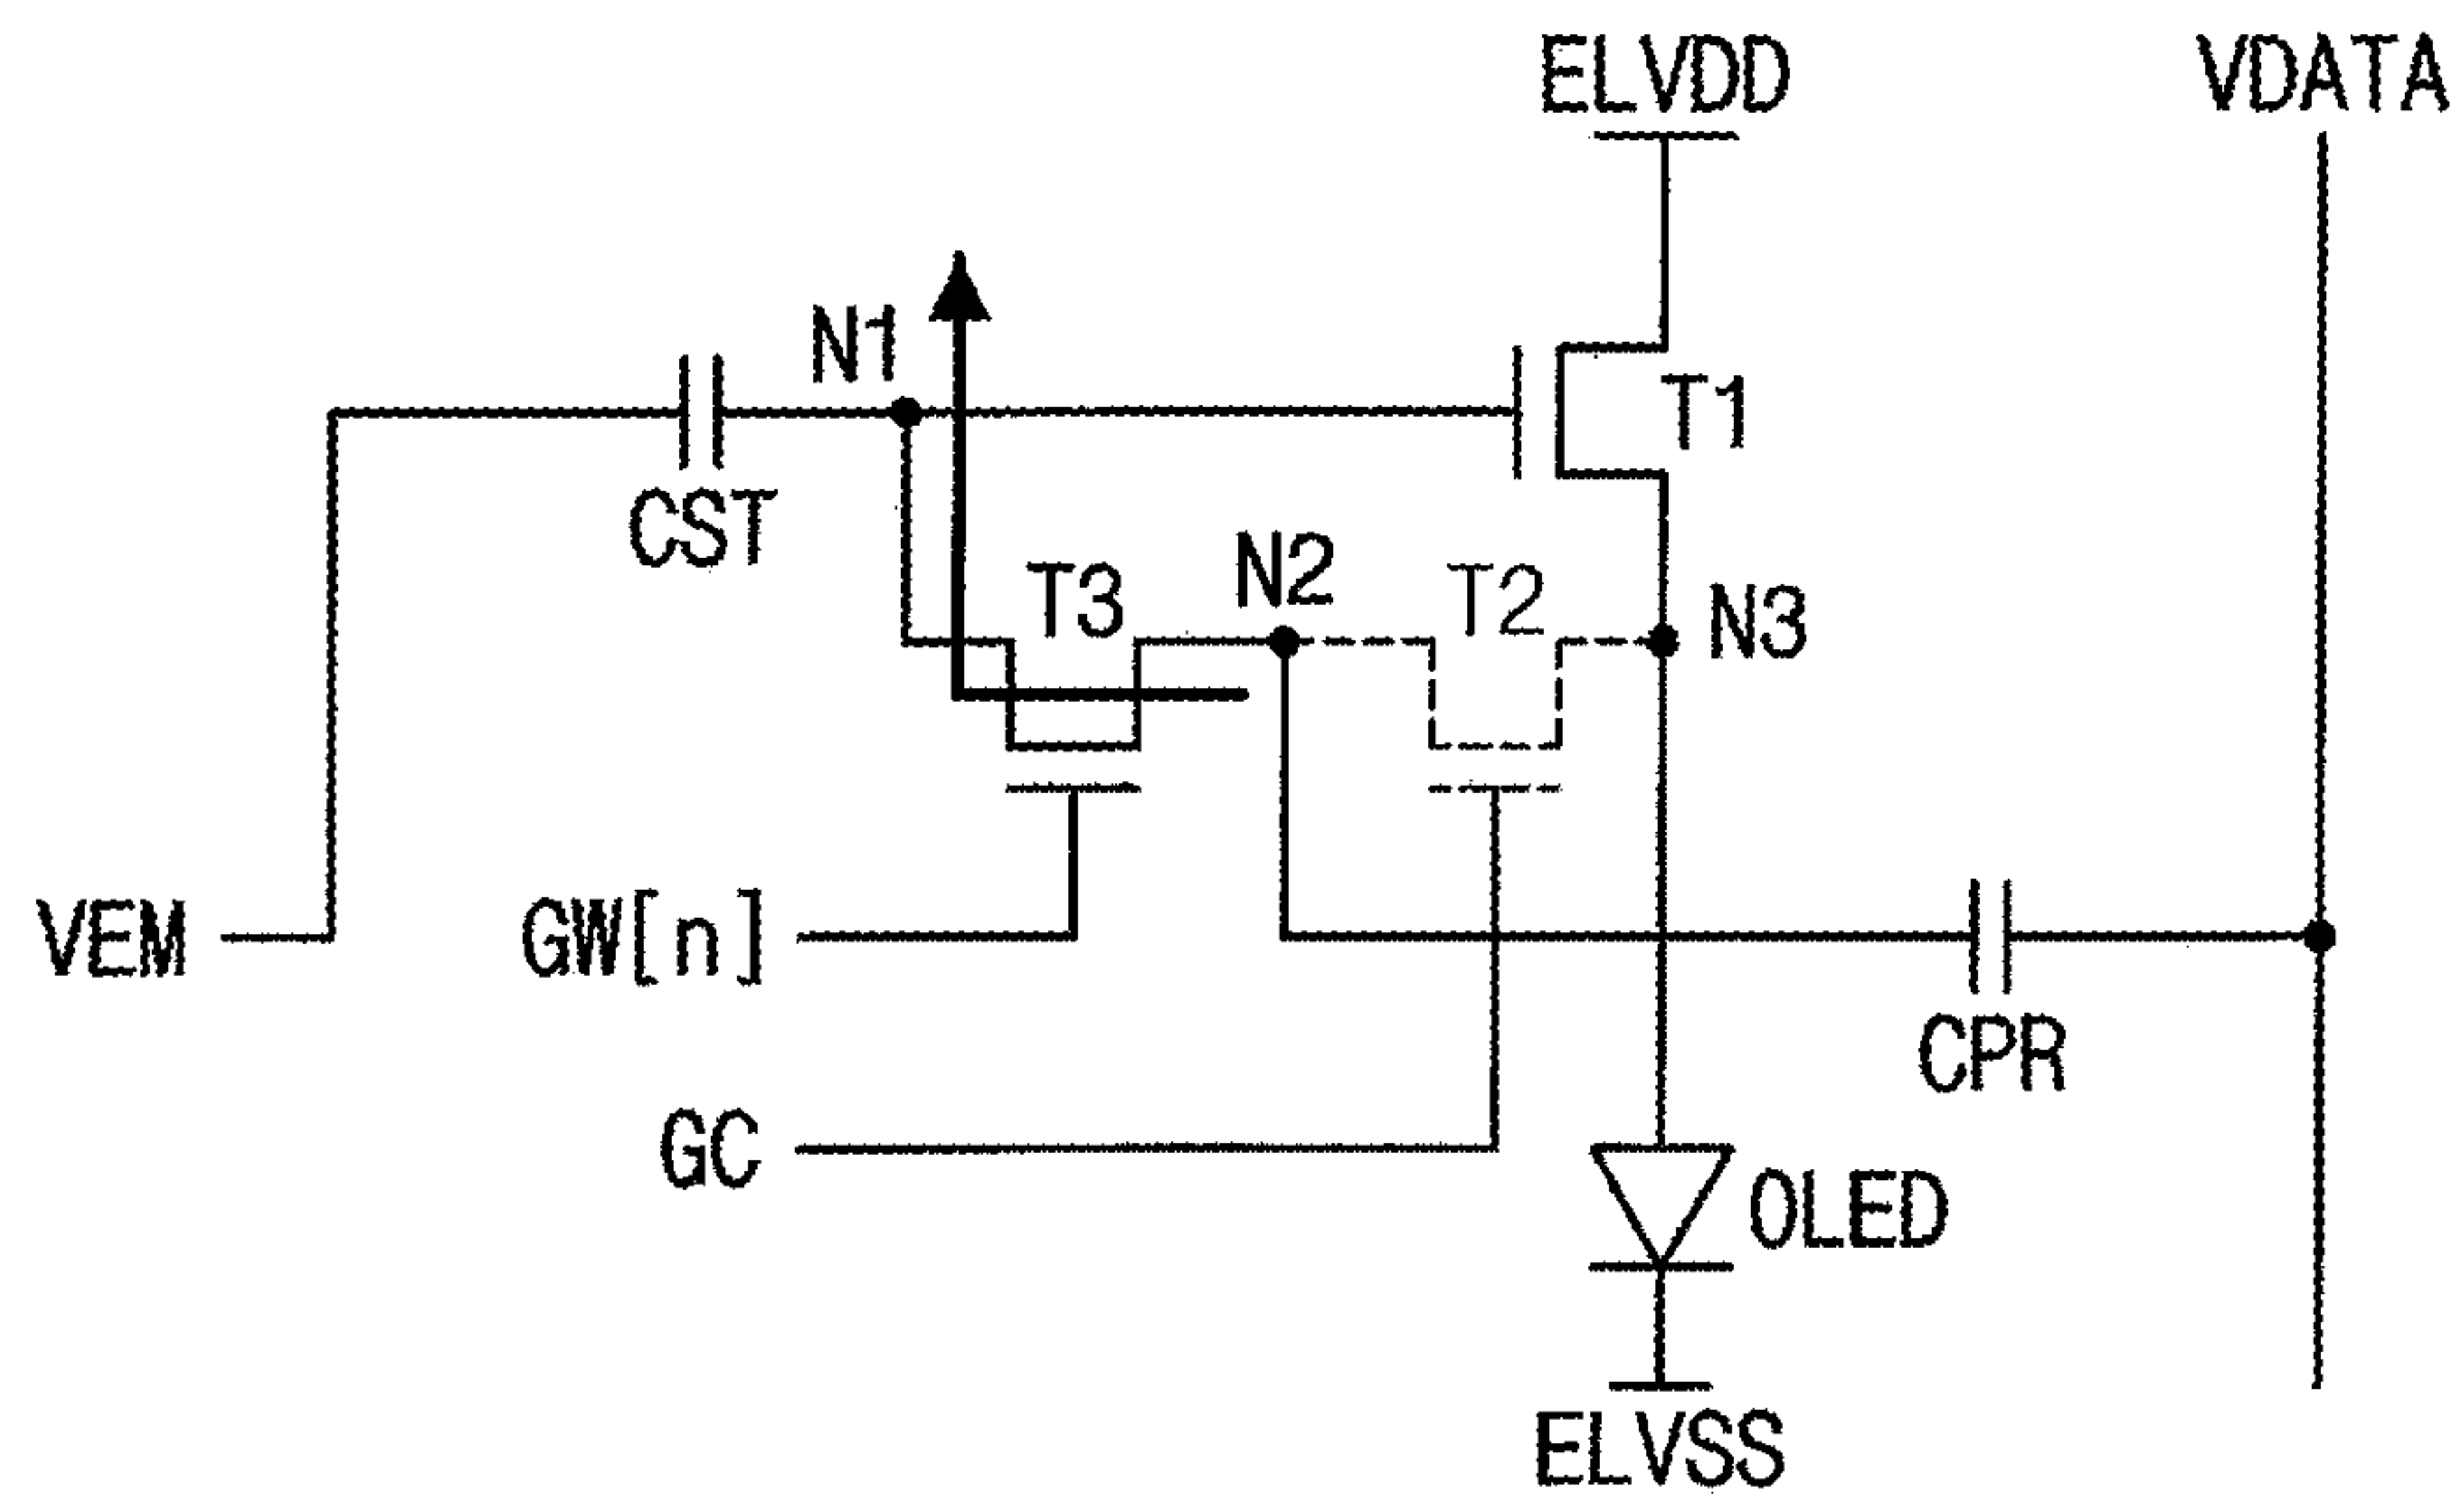 ELVDD
VDATA
N1
T1
CST
T3
N2
T2
N3
VEM
GW[n]
CPR
GC
OLED
ELVSS